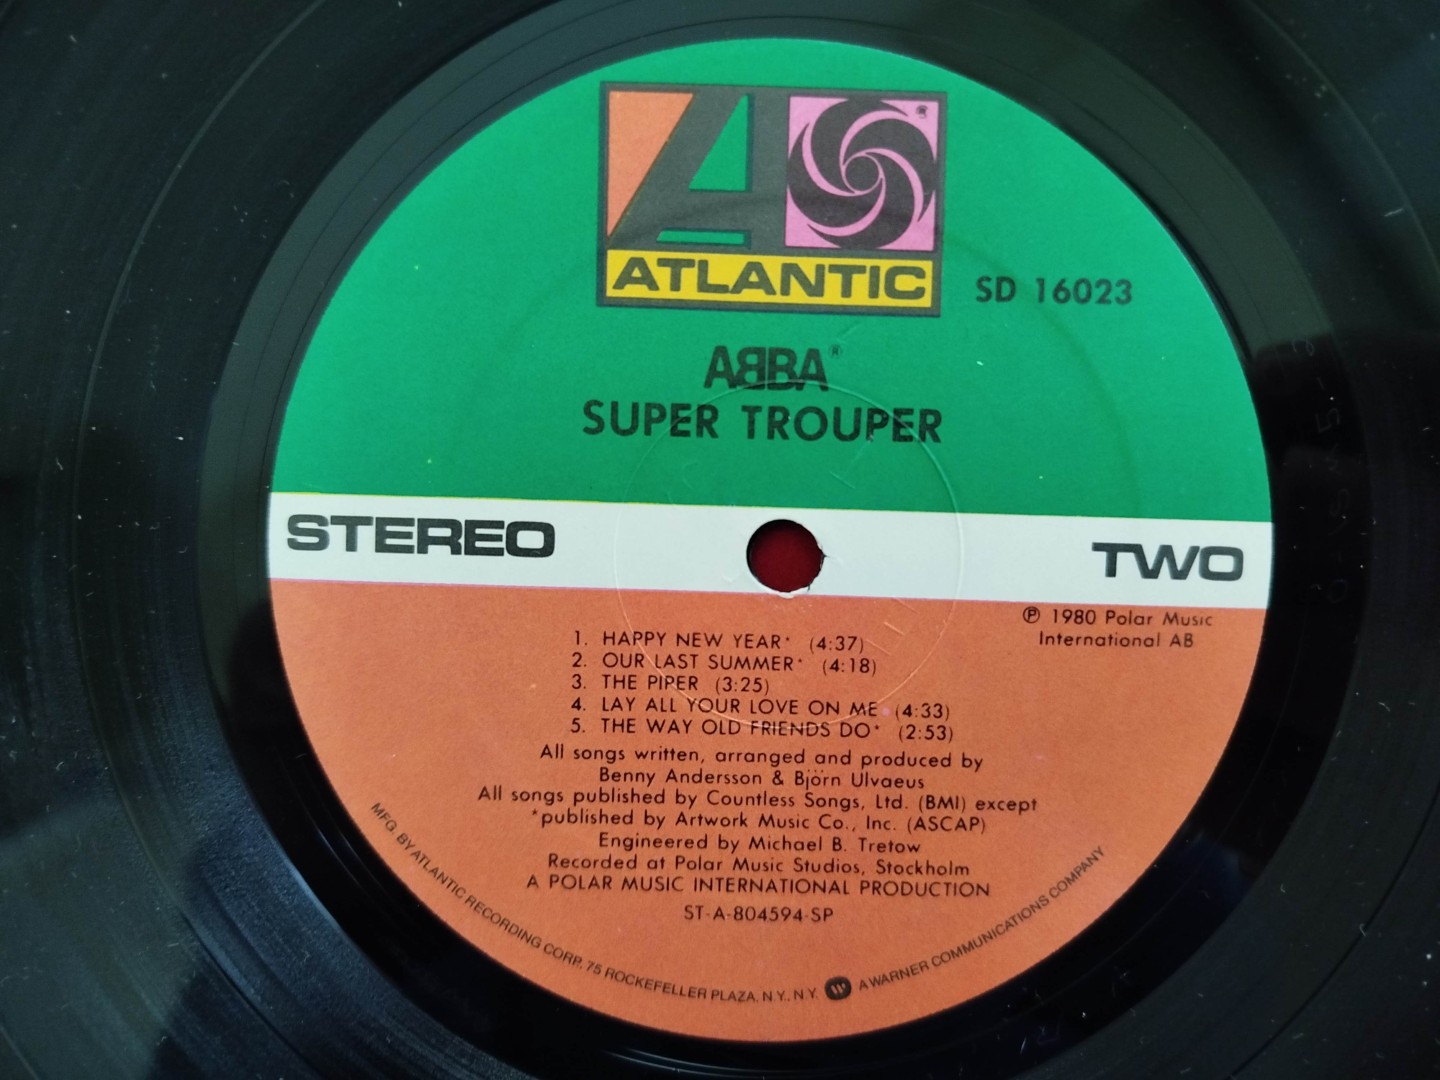 ATLANTIC
SD 16023
ABBA®
SUPER TROUPER
STEREO
TWO
℗ 1980 Polar Music
International AB
1. HAPPY NEW YEAR* (4:37)
2. OUR LAST SUMMER* (4:18)
3. THE PIPER (3:25)
4. LAY ALL YOUR LOVE ON ME (4:33)
5. THE WAY OLD FRIENDS DO* (2:53)
All songs written, arranged and produced by
Benny Andersson & Björn Ulvaeus
All songs published by Countless Songs, Ltd. (BMI) except
*published by Artwork Music Co., Inc. (ASCAP)
Engineered by Michael B. Tretow
Recorded at Polar Music Studios, Stockholm
A POLAR MUSIC INTERNATIONAL PRODUCTION
ST-A-804594-SP
MFG. BY ATLANTIC RECORDING CORP. 75 ROCKEFELLER PLAZA. N.Y., N.Y. A WARNER COMMUNICATIONS COMPANY